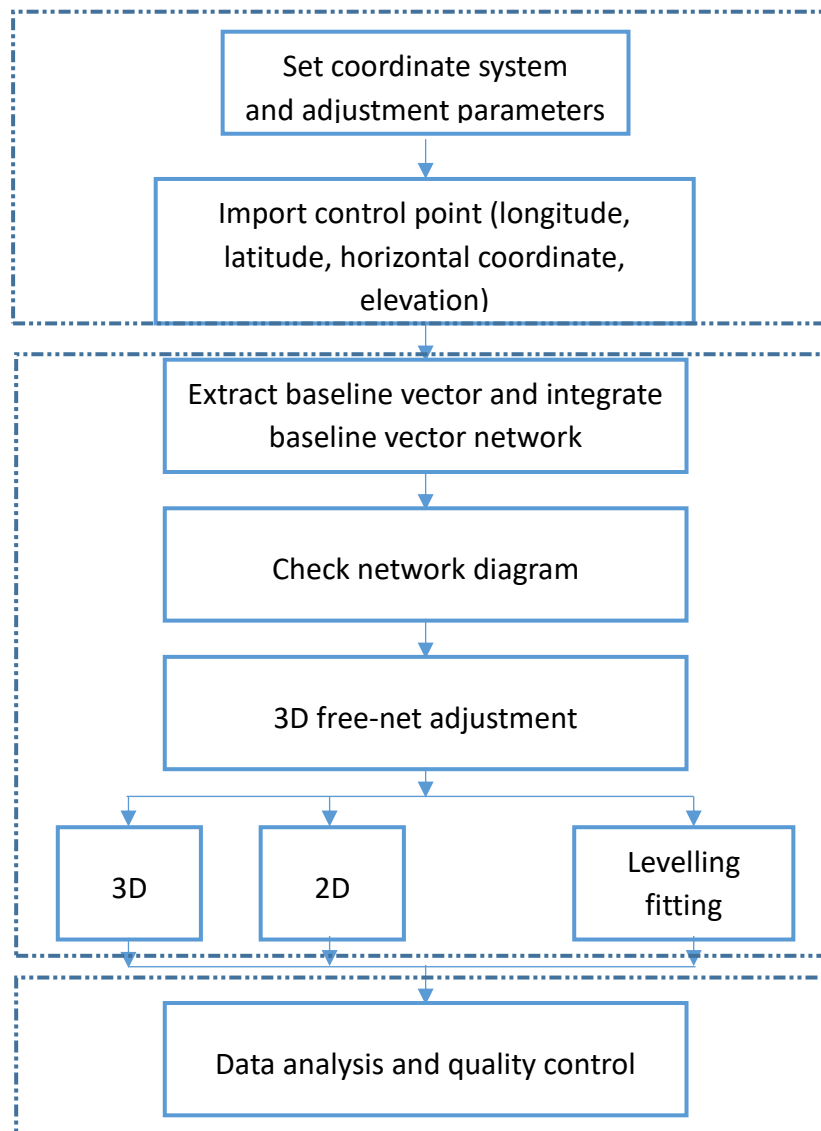 Set coordinate system
and adjustment parameters
Import control point (longitude,
latitude, horizontal coordinate,
elevation)
Extract baseline vector and integrate
baseline vector network
Check network diagram
3D free-net adjustment
3D
2D
Levelling
fitting
Data analysis and quality control